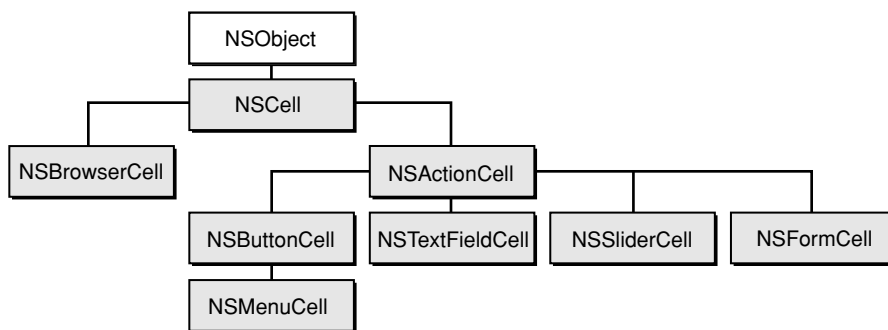 NSObject
NSCell
NSBrowserCell
NSActionCell
NSButtonCell
NSTextFieldCell
NSSliderCell
NSFormCell
NSMenuCell